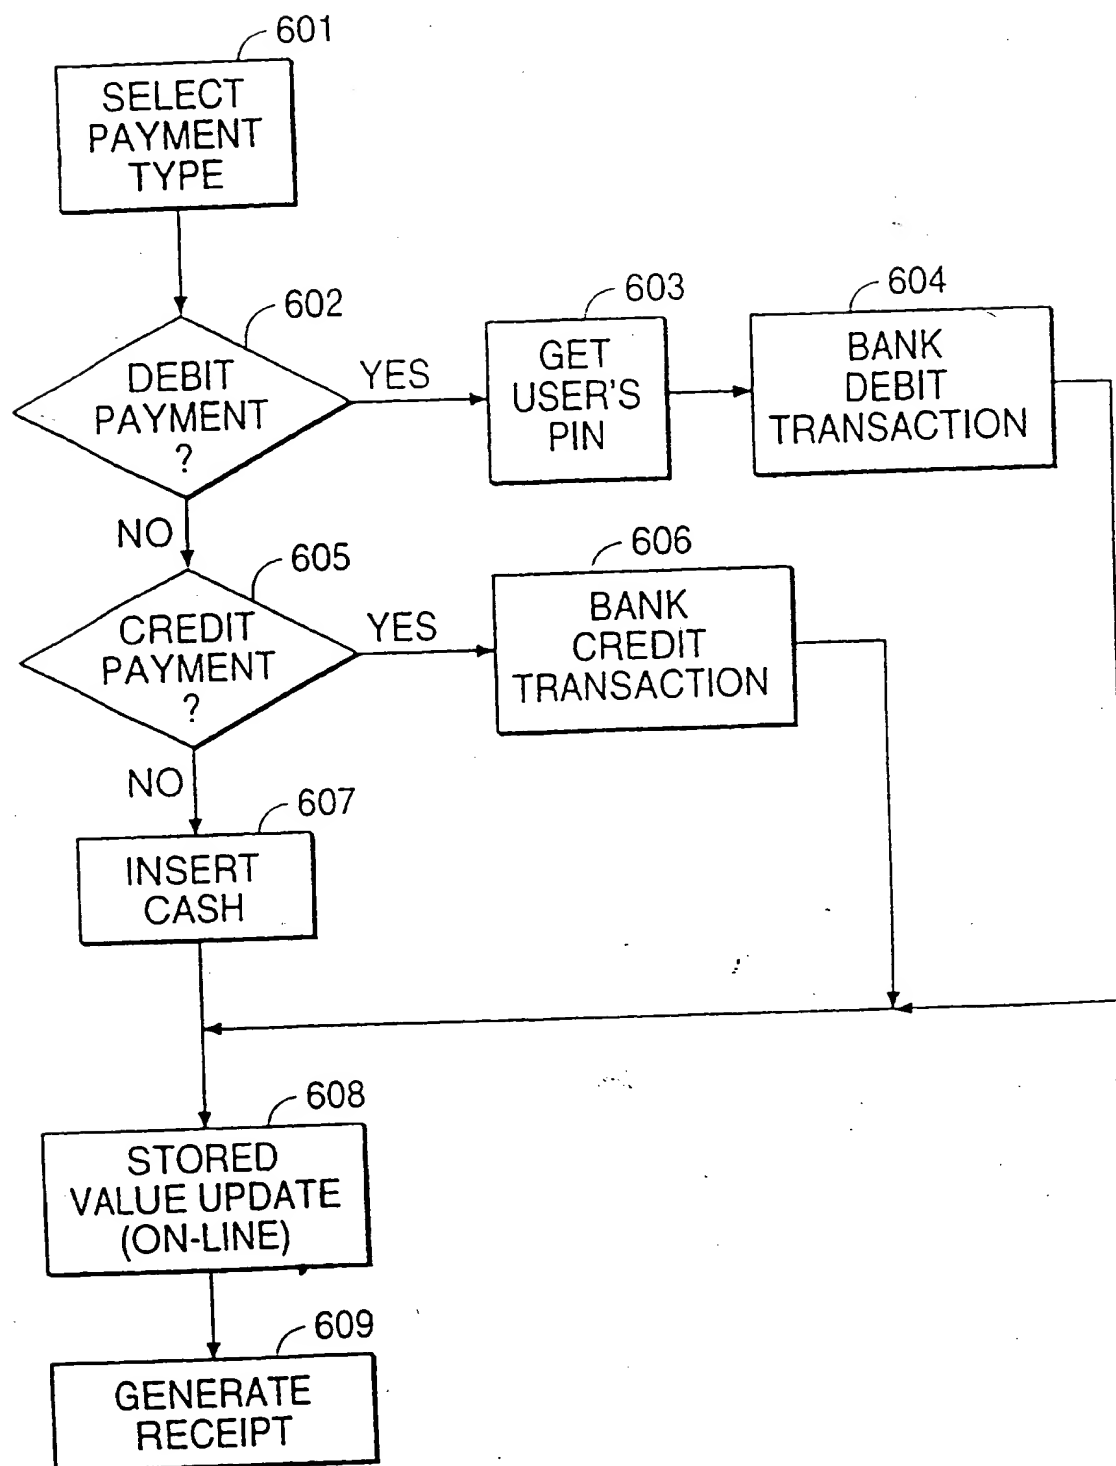 601
SELECT
PAYMENT
TYPE
602
DEBIT
PAYMENT
?
YES
NO
603
GET
USER'S
PIN
604
BANK
DEBIT
TRANSACTION
605
CREDIT
PAYMENT
?
YES
NO
606
BANK
CREDIT
TRANSACTION
607
INSERT
CASH
608
STORED
VALUE UPDATE
(ON-LINE)
609
GENERATE
RECEIPT